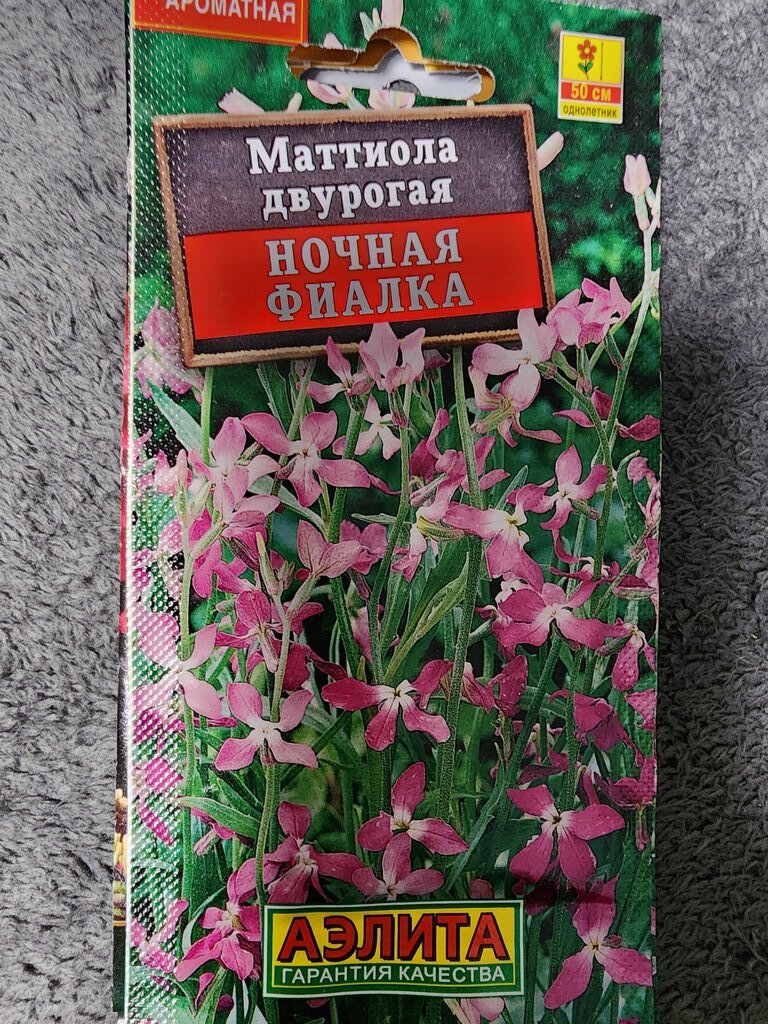 АРОМАТНАЯ
50 см
однолетник
Маттиола
двурогая
НОЧНАЯ
ФИАЛКА
АЭЛИТА
ГАРАНТИЯ КАЧЕСТВА